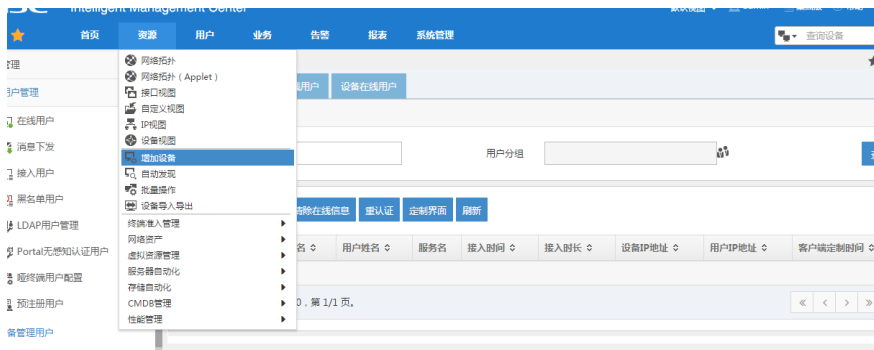 Intelligent Management Center
admin
首页 资源 用户 业务 告警 报表 系统管理 查询设备
管理
网络拓扑
网络拓扑（Applet）
用户管理
接口视图
线用户 设备在线用户
自定义视图
在线用户
IP视图
消息下发
设备视图
用户分组
增加设备
接入用户
自动发现
批量操作
黑名单用户
设备导入导出
清除在线信息 重认证 定制界面 刷新
LDAP用户管理
终端准入管理
网络资产
名 用户姓名 服务名 接入时间 接入时长 设备IP地址 用户IP地址 客户端定制时间
Portal无感知认证用户
虚拟资源管理
服务器自动化
哑终端用户配置
存储自动化
预注册用户
CMDB管理
0，第 1/1 页。
« < > »
性能管理
备管理用户